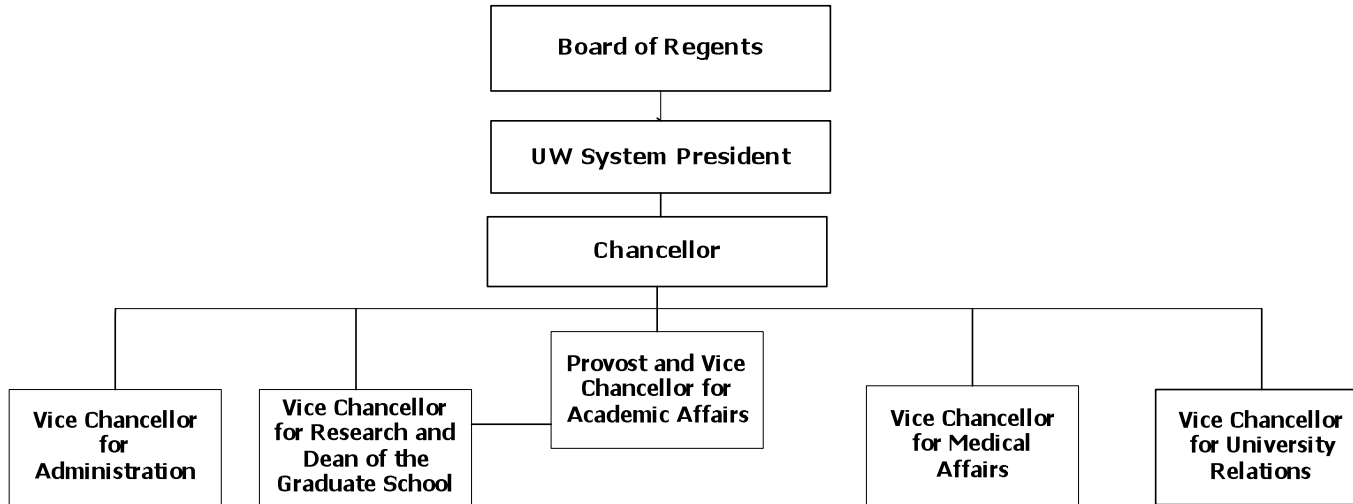 Board of Regents
UW System President
Chancellor
Provost and Vice
Chancellor for
Academic Affairs
Vice Chancellor
for
Administration
Vice Chancellor
for Research and
Dean of the
Graduate School
Vice Chancellor
for Medical
Affairs
Vice Chancellor
for University
Relations